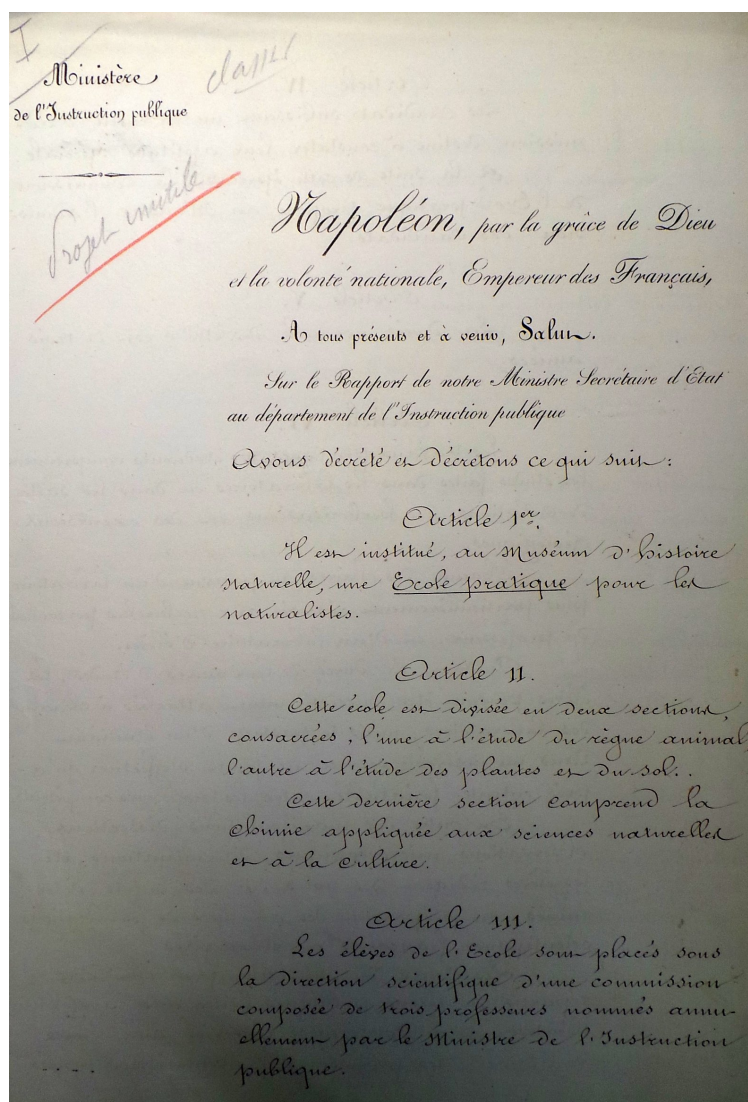 I
classer
Ministère
de l'Instruction publique
Projet inutile
Napoléon, par la grâce de Dieu
et la volonté nationale, Empereur des Français,
A tous présents et à venir, Salut.
Sur le Rapport de notre Ministre Secrétaire d'Etat
au département de l'Instruction publique
Avons décrété et décrétons ce qui suit :
Article 1er.
Il est institué, au Muséum d'histoire
naturelle, une Ecole pratique pour les
naturalistes.
Article 11.
Cette école est divisée en deux sections,
consacrées ; l'une à l'étude du règne animal
l'autre à l'étude des plantes et du sol..
Cette dernière section comprend la
chimie appliquée aux sciences naturelles
et à la culture.
Article 111.
Les élèves de l'Ecole sont placés sous
la direction scientifique d'une commission
composée de trois professeurs nommés annu-
ellement par le Ministre de l'Instruction
publique.